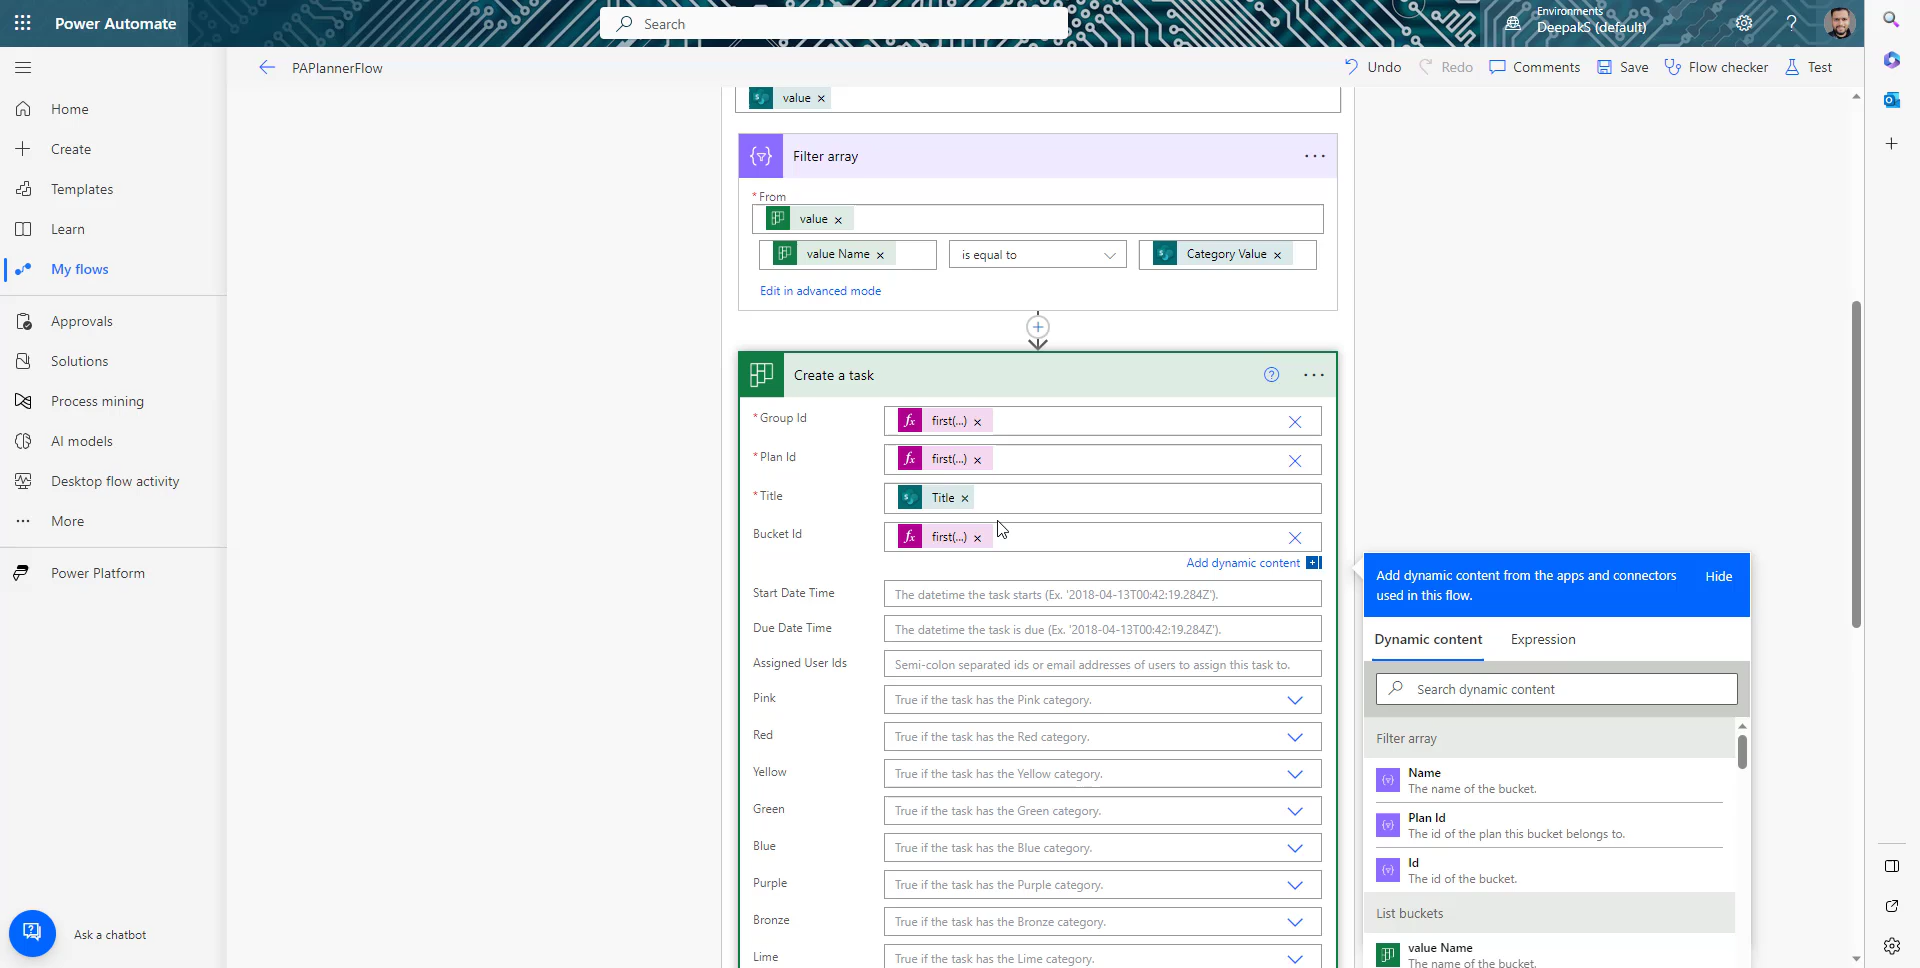 Power Automate
Search
Environments
DeepakS (default)
PAPlannerFlow
Undo
Redo
Comments
Save
Flow checker
Test
Home
Create
Templates
Learn
My flows
Approvals
Solutions
Process mining
AI models
Desktop flow activity
More
Power Platform
Ask a chatbot
value ×
Filter array
* From
value ×
value Name ×
is equal to
Category Value ×
Edit in advanced mode
Create a task
* Group Id
fx first(...) ×
* Plan Id
fx first(...) ×
* Title
Title ×
Bucket Id
fx first(...) ×
Add dynamic content
Start Date Time
The datetime the task starts (Ex. '2018-04-13T00:42:19.284Z').
Due Date Time
The datetime the task is due (Ex. '2018-04-13T00:42:19.284Z').
Assigned User Ids
Semi-colon separated ids or email addresses of users to assign this task to.
Pink
True if the task has the Pink category.
Red
True if the task has the Red category.
Yellow
True if the task has the Yellow category.
Green
True if the task has the Green category.
Blue
True if the task has the Blue category.
Purple
True if the task has the Purple category.
Bronze
True if the task has the Bronze category.
Lime
True if the task has the Lime category.
Add dynamic content from the apps and connectors
used in this flow.
Hide
Dynamic content
Expression
Search dynamic content
Filter array
Name
The name of the bucket.
Plan Id
The id of the plan this bucket belongs to.
Id
The id of the bucket.
List buckets
value Name
The name of the bucket.